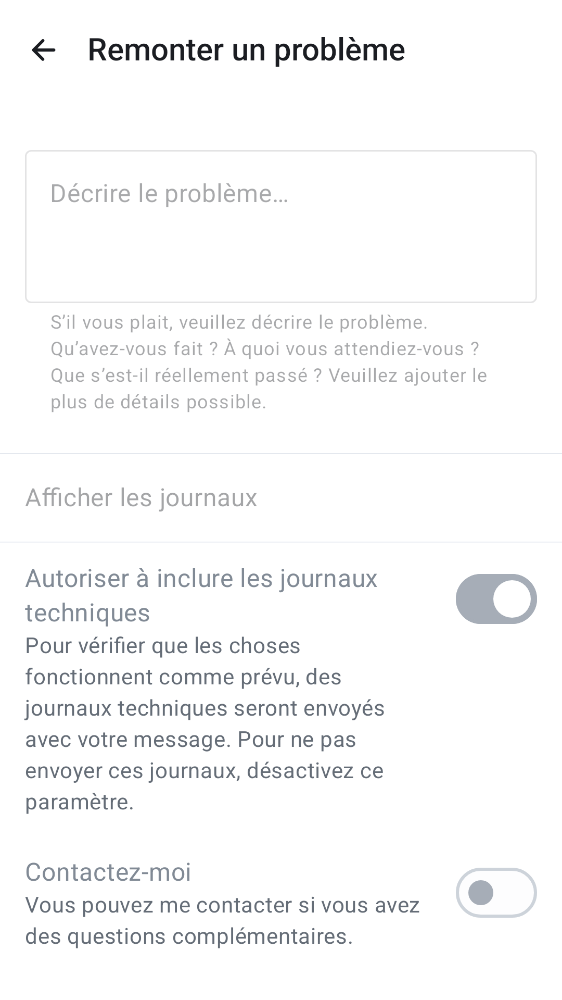 Remonter un problème
Décrire le problème…
S’il vous plait, veuillez décrire le problème.
Qu’avez-vous fait ? À quoi vous attendiez-vous ?
Que s’est-il réellement passé ? Veuillez ajouter le
plus de détails possible.
Afficher les journaux
Autoriser à inclure les journaux
techniques
Pour vérifier que les choses
fonctionnent comme prévu, des
journaux techniques seront envoyés
avec votre message. Pour ne pas
envoyer ces journaux, désactivez ce
paramètre.
Contactez-moi
Vous pouvez me contacter si vous avez
des questions complémentaires.